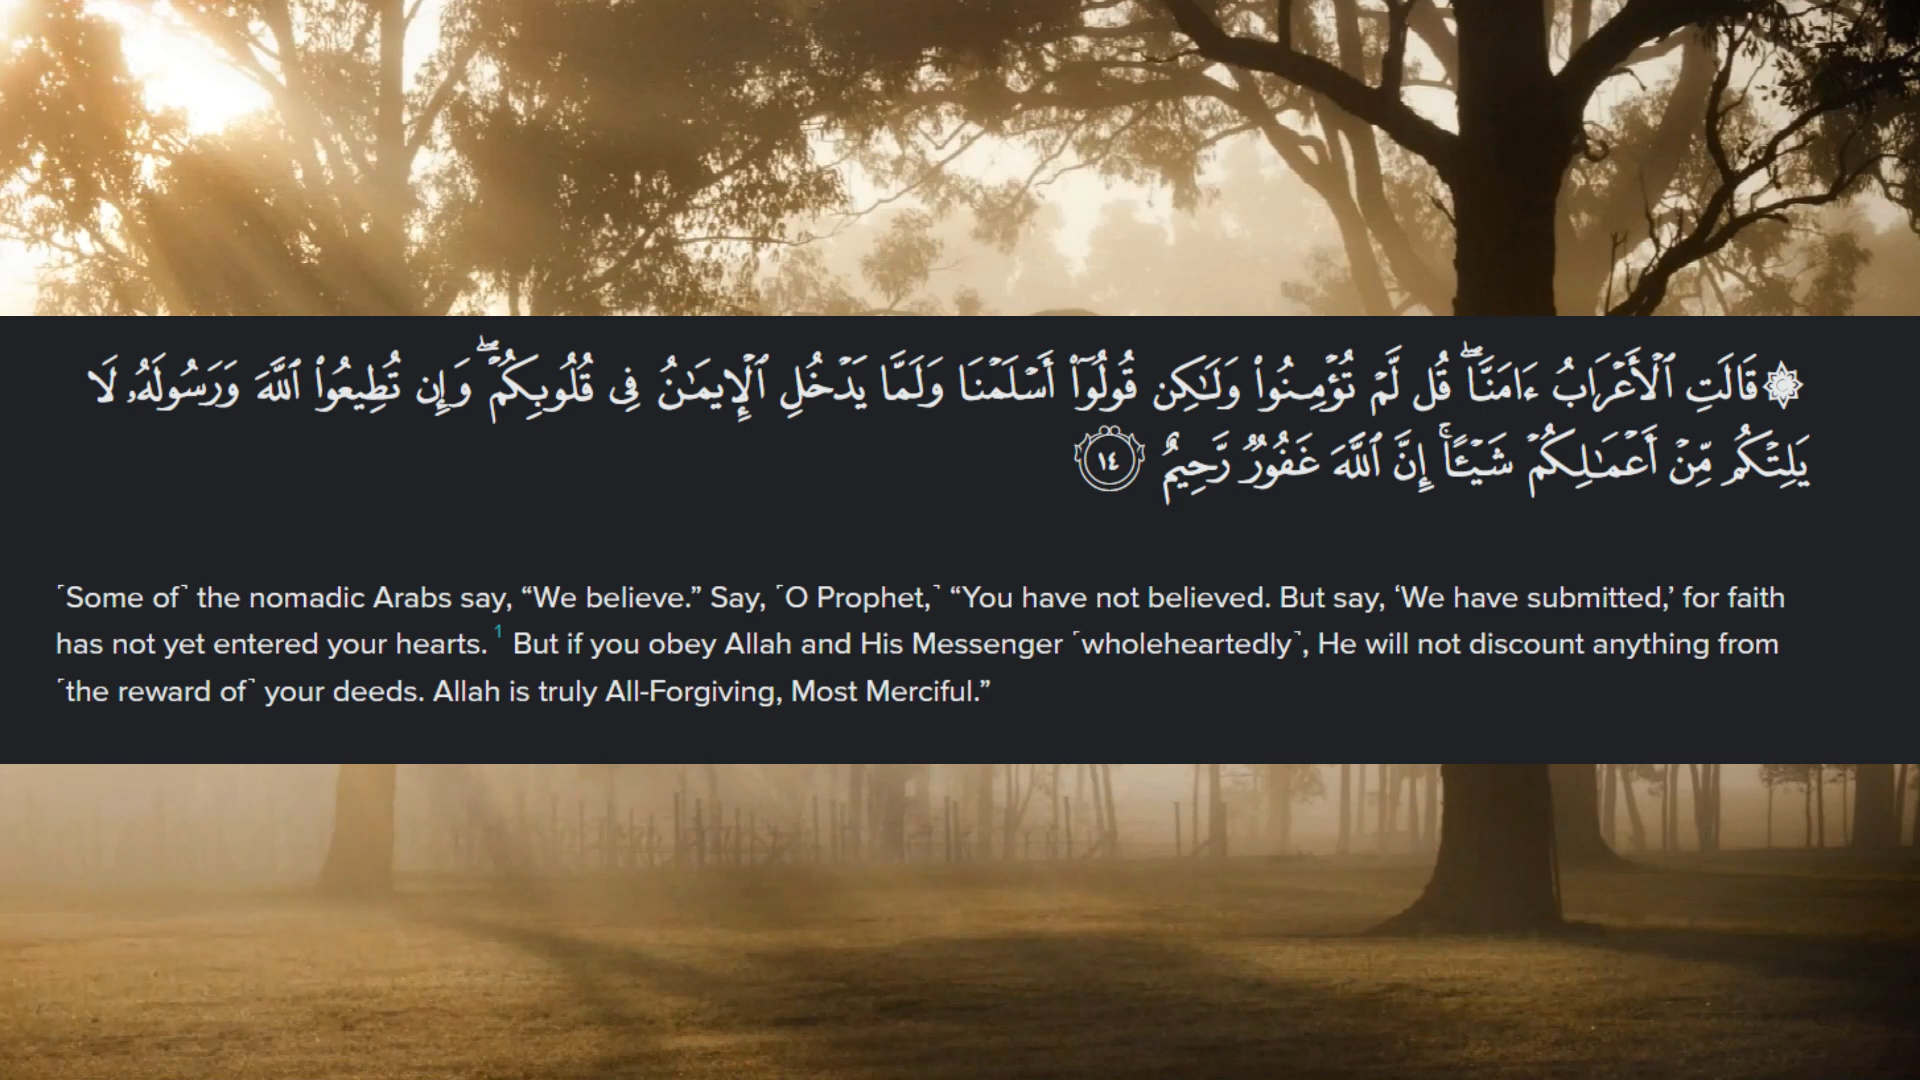 ۞ قَالَتِ ٱلْأَعْرَابُ ءَامَنَّا ۖ قُل لَّمْ تُؤْمِنُوا۟ وَلَـٰكِن قُولُوٓا۟ أَسْلَمْنَا وَلَمَّا يَدْخُلِ ٱلْإِيمَـٰنُ فِى قُلُوبِكُمْ ۖ وَإِن تُطِيعُوا۟ ٱللَّهَ وَرَسُولَهُۥ لَا
يَلِتْكُم مِّنْ أَعْمَـٰلِكُمْ شَيْـًٔا ۚ إِنَّ ٱللَّهَ غَفُورٌ رَّحِيمٌ ١٤
˹Some of˺ the nomadic Arabs say, “We believe.” Say, ˹O Prophet,˺ “You have not believed. But say, ‘We have submitted,’ for faith
has not yet entered your hearts. 1 But if you obey Allah and His Messenger ˹wholeheartedly˺, He will not discount anything from
˹the reward of˺ your deeds. Allah is truly All-Forgiving, Most Merciful.”